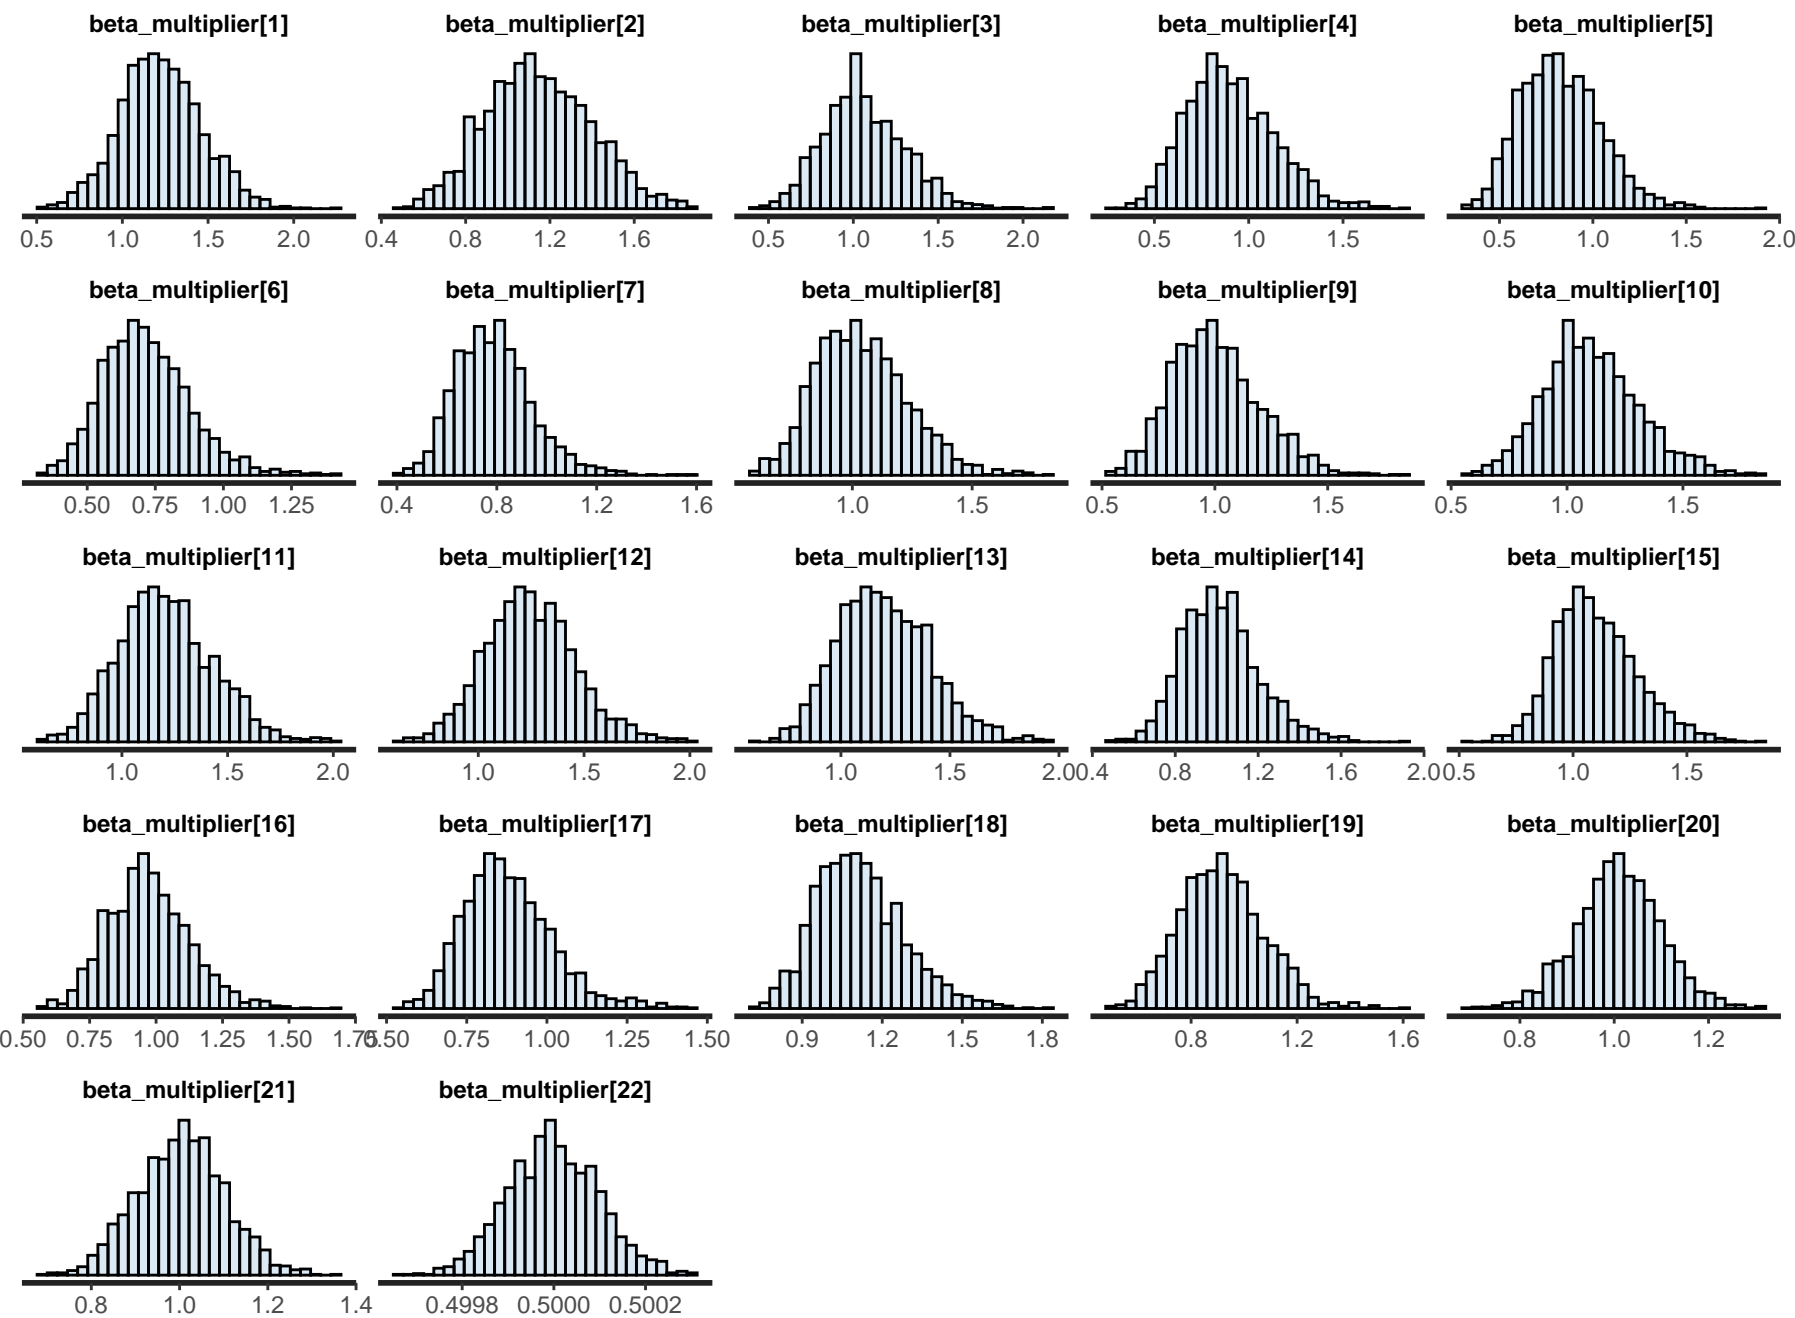 beta_multiplier[1] beta_multiplier[2] beta_multiplier[3] beta_multiplier[4] beta_multiplier[5]
0.5 1.0 1.5 2.0 0.4 0.8 1.2 1.6 0.5 1.0 1.5 2.0 0.5 1.0 1.5 0.5 1.0 1.5 2.0
beta_multiplier[6] beta_multiplier[7] beta_multiplier[8] beta_multiplier[9] beta_multiplier[10]
0.50 0.75 1.00 1.25 0.4 0.8 1.2 1.6 1.0 1.5 0.5 1.0 1.5 0.5 1.0 1.5
beta_multiplier[11] beta_multiplier[12] beta_multiplier[13] beta_multiplier[14] beta_multiplier[15]
1.0 1.5 2.0 1.0 1.5 2.0 1.0 1.5 2.0 0.4 0.8 1.2 1.6 2.0 0.5 1.0 1.5
beta_multiplier[16] beta_multiplier[17] beta_multiplier[18] beta_multiplier[19] beta_multiplier[20]
0.50 0.75 1.00 1.25 1.50 1.75 0.50 0.75 1.00 1.25 1.50 0.9 1.2 1.5 1.8 0.8 1.2 1.6 0.8 1.0 1.2
beta_multiplier[21] beta_multiplier[22]
0.8 1.0 1.2 1.4 0.4998 0.5000 0.5002